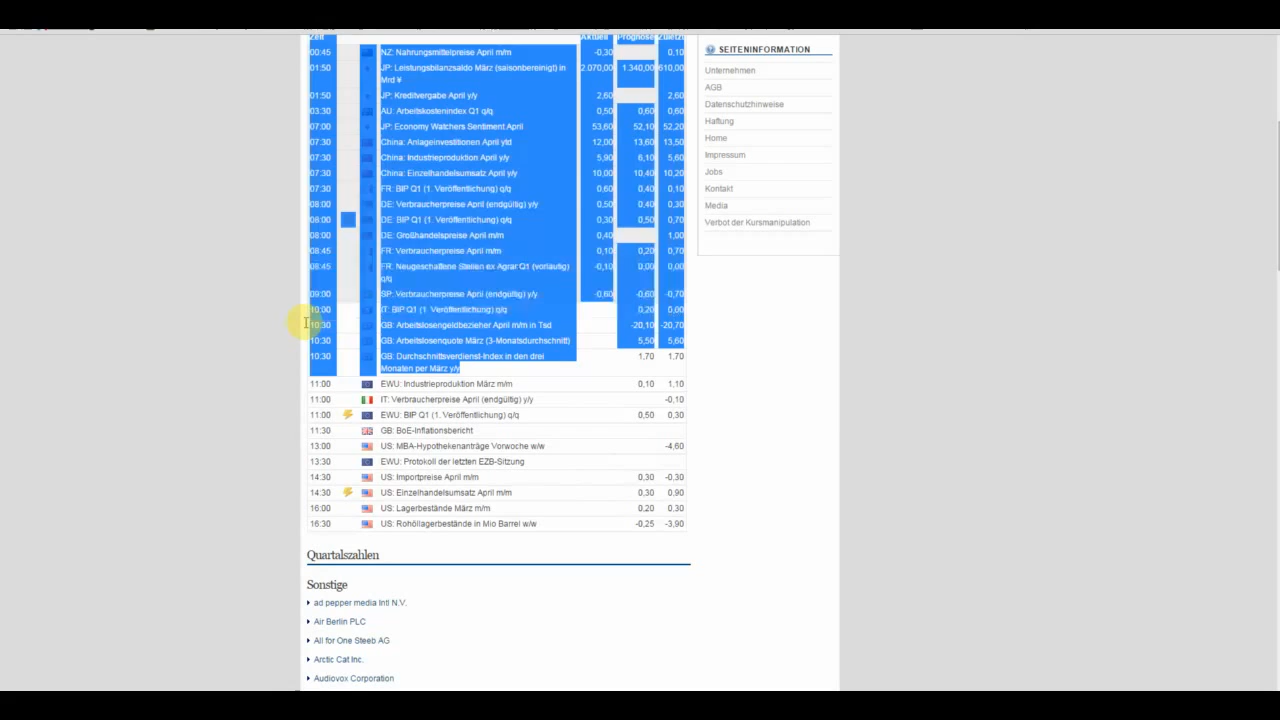 Zeit Aktuell Prognose Zuletzt
00:45 NZ: Nahrungsmittelpreise April m/m -0,30 0,10
01:50 JP: Leistungsbilanzsaldo März (saisonbereinigt) in 2.070,00 1.340,00 610,00
Mrd ¥
01:50 JP: Kreditvergabe April y/y 2,60 2,60
03:30 AU: Arbeitskostenindex Q1 q/q 0,50 0,60 0,60
07:00 JP: Economy Watchers Sentiment April 53,60 52,10 52,20
07:30 China: Anlageinvestitionen April ytd 12,00 13,60 13,50
07:30 China: Industrieproduktion April y/y 5,90 6,10 5,60
07:30 China: Einzelhandelsumsatz April y/y 10,00 10,40 10,20
07:30 FR: BIP Q1 (1. Veröffentlichung) q/q 0,60 0,40 0,10
08:00 DE: Verbraucherpreise April (endgültig) y/y 0,50 0,40 0,30
08:00 DE: BIP Q1 (1. Veröffentlichung) q/q 0,30 0,50 0,70
08:00 DE: Großhandelspreise April m/m 0,40 1,00
08:45 FR: Verbraucherpreise April m/m 0,10 0,20 0,70
08:45 FR: Neugeschaffene Stellen ex Agrar Q1 (vorläufig) -0,10 0,00 0,00
q/q
09:00 SP: Verbraucherpreise April (endgültig) y/y -0,60 -0,60 -0,70
10:00 IT: BIP Q1 (1. Veröffentlichung) q/q 0,20 0,00
10:30 GB: Arbeitslosengeldbezieher April m/m in Tsd -20,10 -20,70
10:30 GB: Arbeitslosenquote März (3-Monatsdurchschnitt) 5,50 5,60
10:30 GB: Durchschnittsverdienst-Index in den drei 1,70 1,70
Monaten per März y/y
11:00 EWU: Industrieproduktion März m/m 0,10 1,10
11:00 IT: Verbraucherpreise April (endgültig) y/y -0,10
11:00 EWU: BIP Q1 (1. Veröffentlichung) q/q 0,50 0,30
11:30 GB: BoE-Inflationsbericht
13:00 US: MBA-Hypothekenanträge Vorwoche w/w -4,60
13:30 EWU: Protokoll der letzten EZB-Sitzung
14:30 US: Importpreise April m/m 0,30 -0,30
14:30 US: Einzelhandelsumsatz April m/m 0,30 0,90
16:00 US: Lagerbestände März m/m 0,20 0,30
16:30 US: Rohöllagerbestände in Mio Barrel w/w -0,25 -3,90
Quartalszahlen
Sonstige
ad pepper media Intl N.V.
Air Berlin PLC
All for One Steeb AG
Arctic Cat Inc.
Audiovox Corporation
SEITENINFORMATION
Unternehmen
AGB
Datenschutzhinweise
Haftung
Home
Impressum
Jobs
Kontakt
Media
Verbot der Kursmanipulation